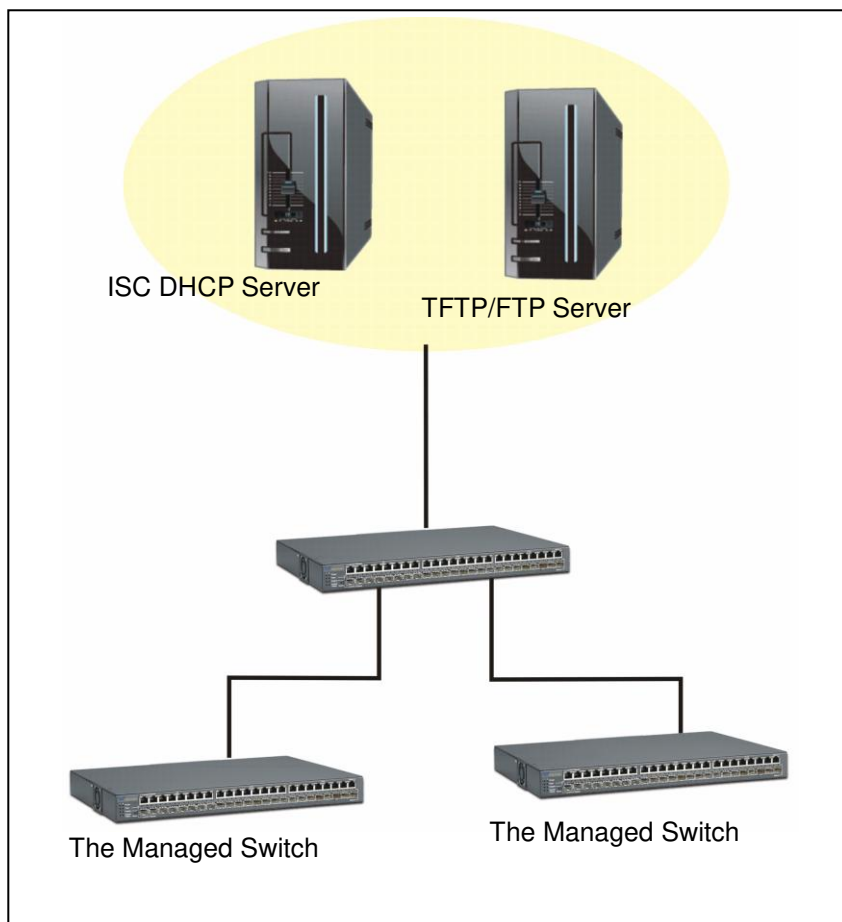 ISC DHCP Server
TFTP/FTP Server
The Managed Switch
The Managed Switch